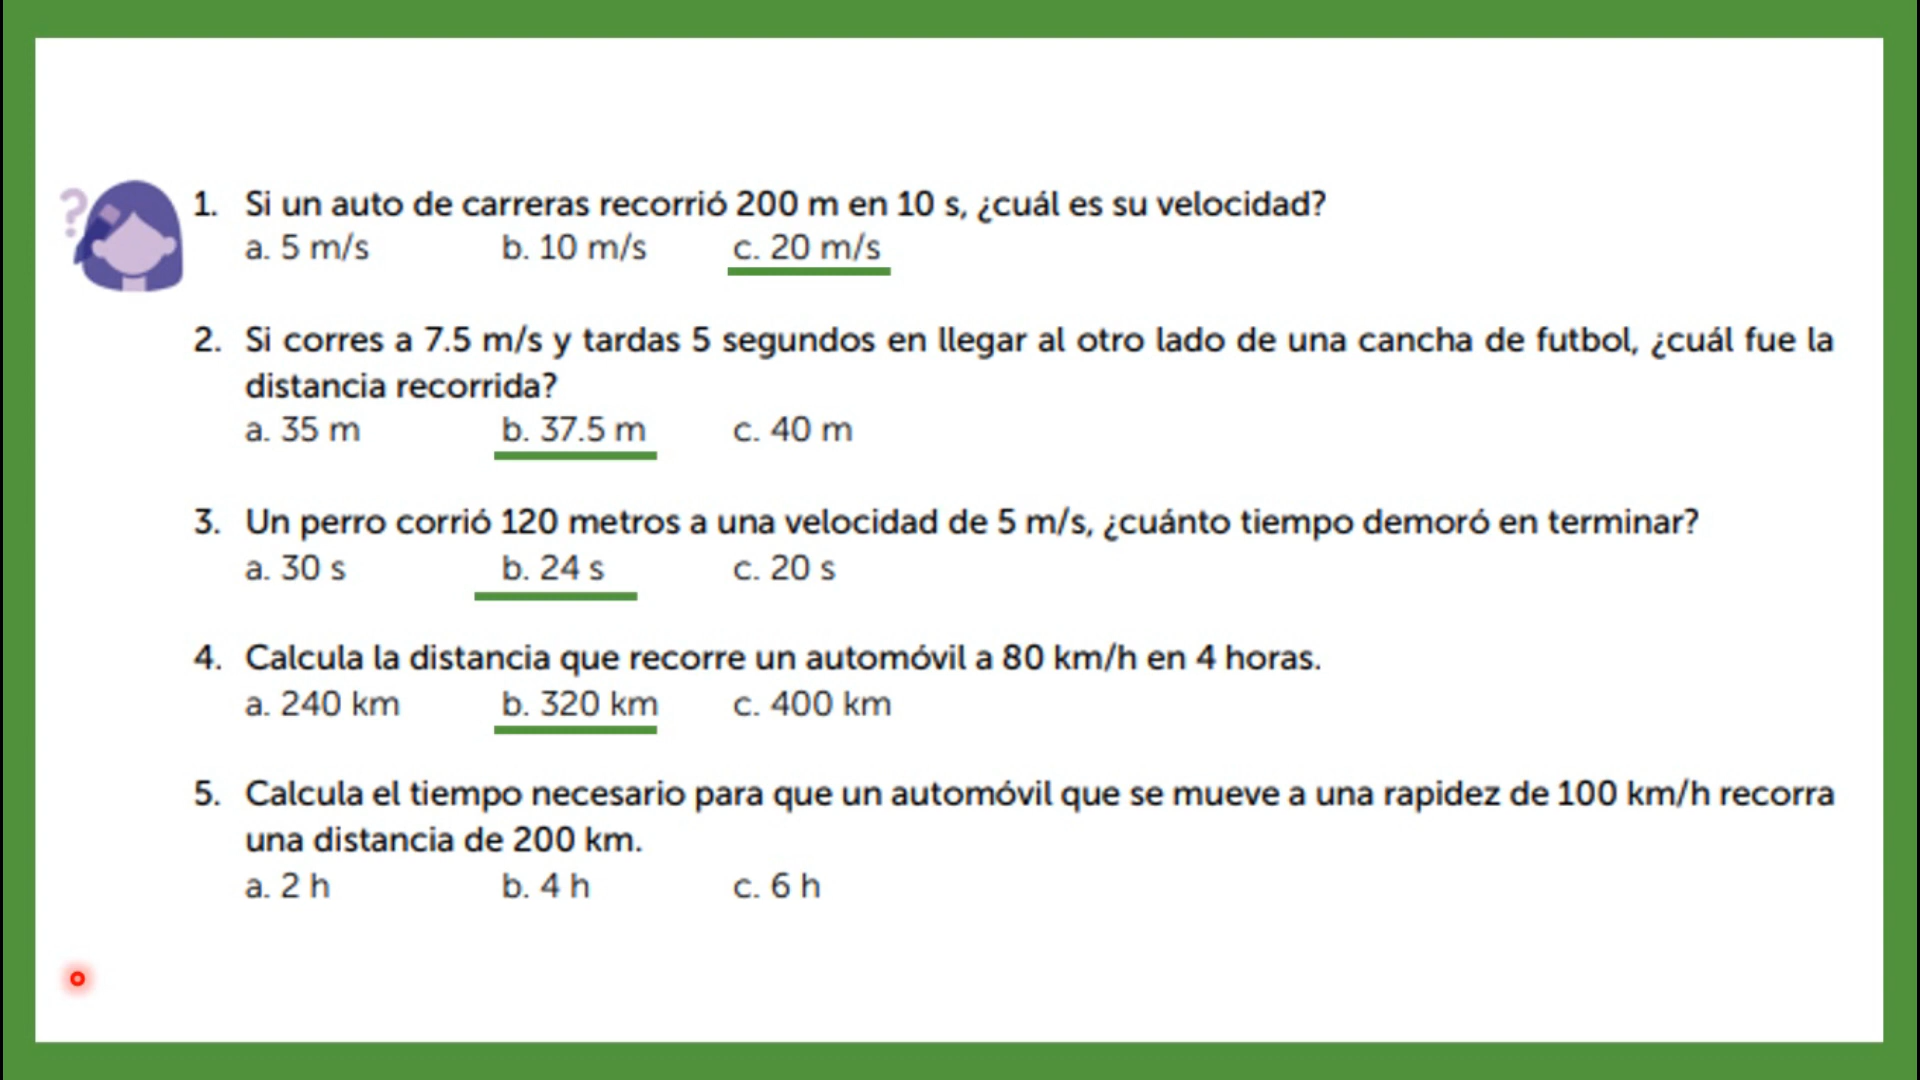 ?
1. Si un auto de carreras recorrió 200 m en 10 s, ¿cuál es su velocidad?
a. 5 m/s b. 10 m/s c. 20 m/s
2. Si corres a 7.5 m/s y tardas 5 segundos en llegar al otro lado de una cancha de futbol, ¿cuál fue la
distancia recorrida?
a. 35 m b. 37.5 m c. 40 m
3. Un perro corrió 120 metros a una velocidad de 5 m/s, ¿cuánto tiempo demoró en terminar?
a. 30 s b. 24 s c. 20 s
4. Calcula la distancia que recorre un automóvil a 80 km/h en 4 horas.
a. 240 km b. 320 km c. 400 km
5. Calcula el tiempo necesario para que un automóvil que se mueve a una rapidez de 100 km/h recorra
una distancia de 200 km.
a. 2 h b. 4 h c. 6 h